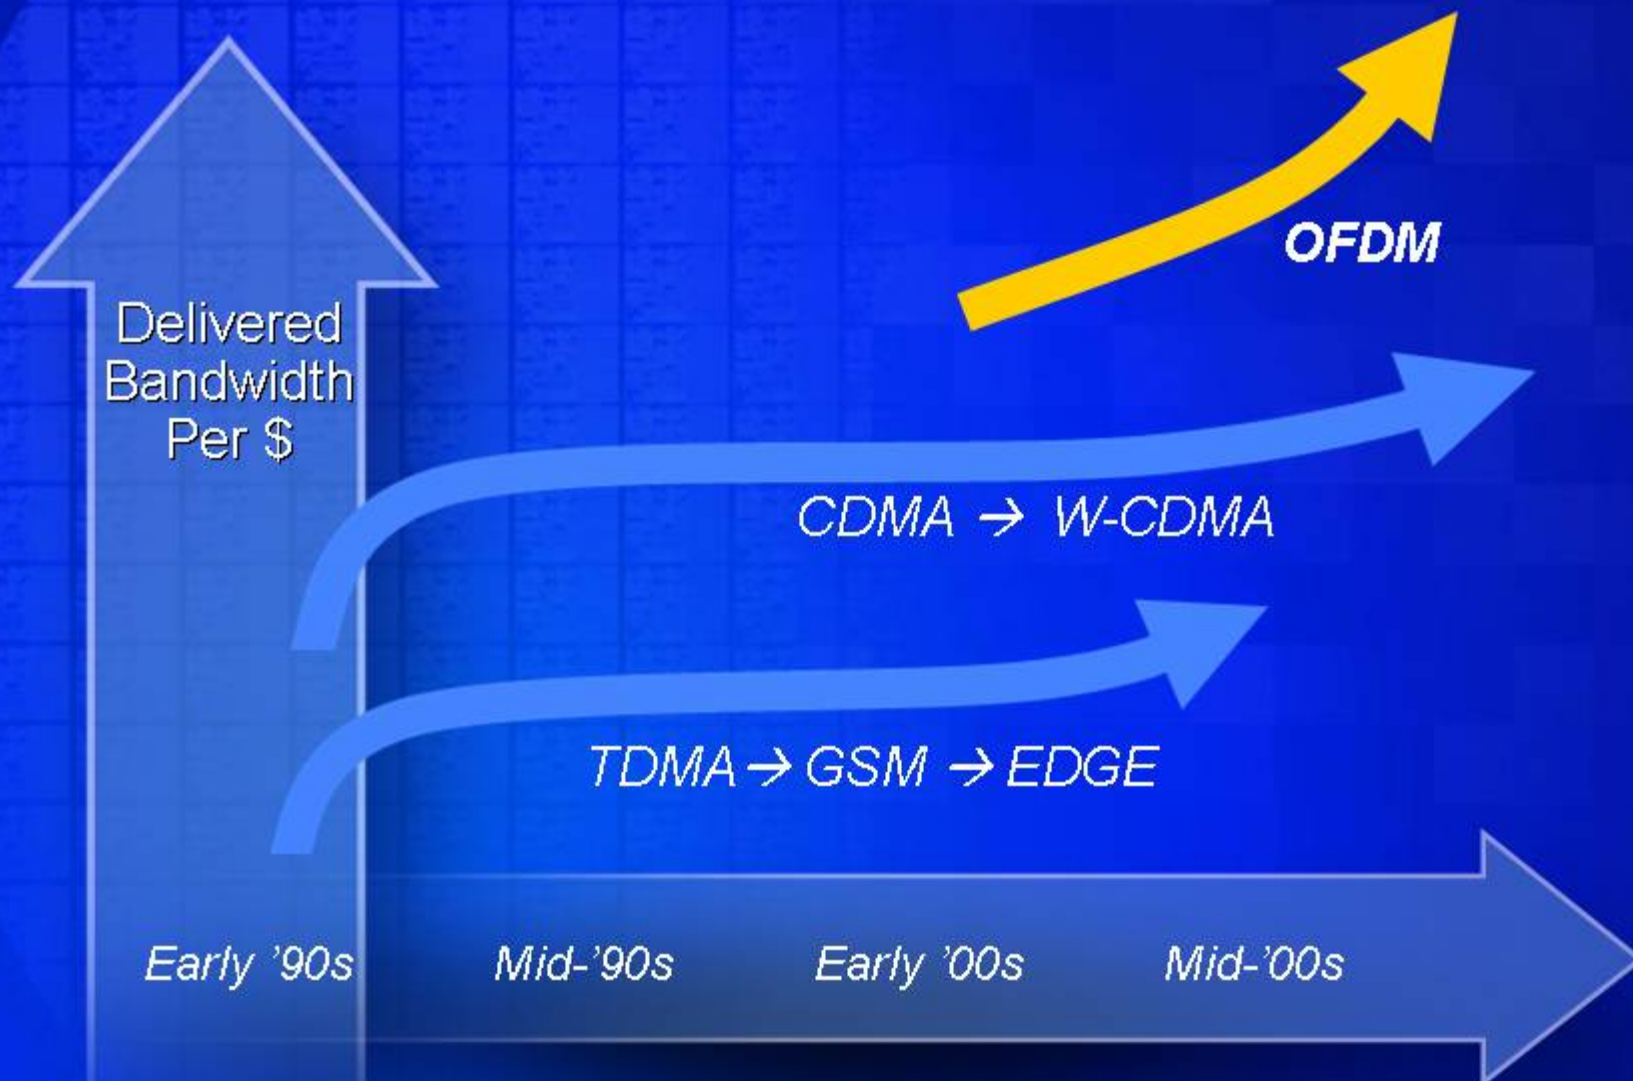 Delivered
Bandwidth
Per $
OFDM
CDMA → W-CDMA
TDMA → GSM → EDGE
Early ’90s
Mid-’90s
Early ’00s
Mid-’00s